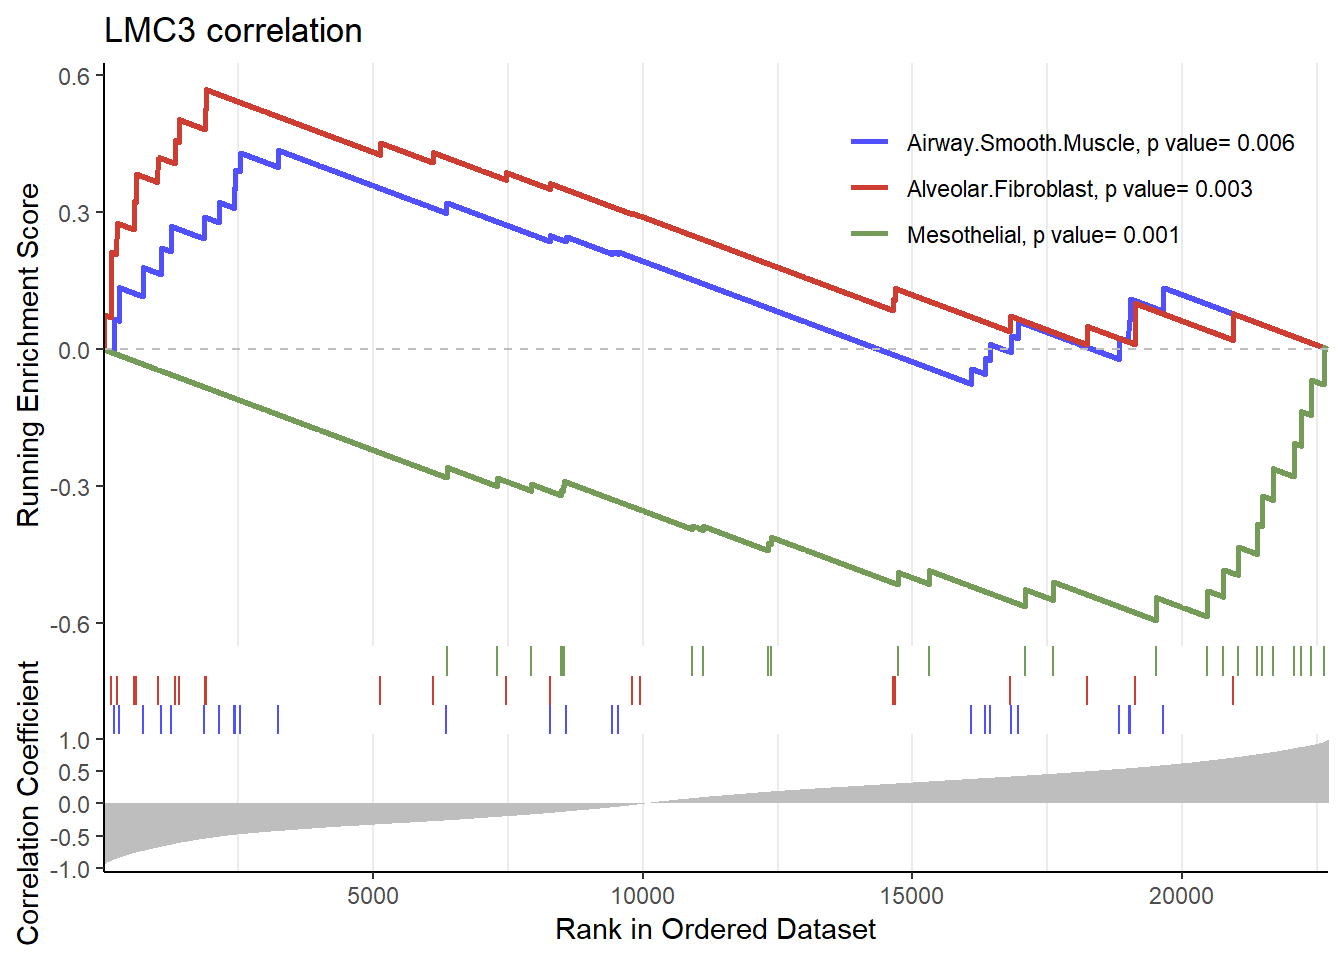 LMC3 correlation
Running Enrichment Score
0.6
0.3
0.0
-0.3
-0.6
Airway.Smooth.Muscle, p value= 0.006
Alveolar.Fibroblast, p value= 0.003
Mesothelial, p value= 0.001
Correlation Coefficient
1.0
0.5
0.0
-0.5
-1.0
5000 10000 15000 20000
Rank in Ordered Dataset